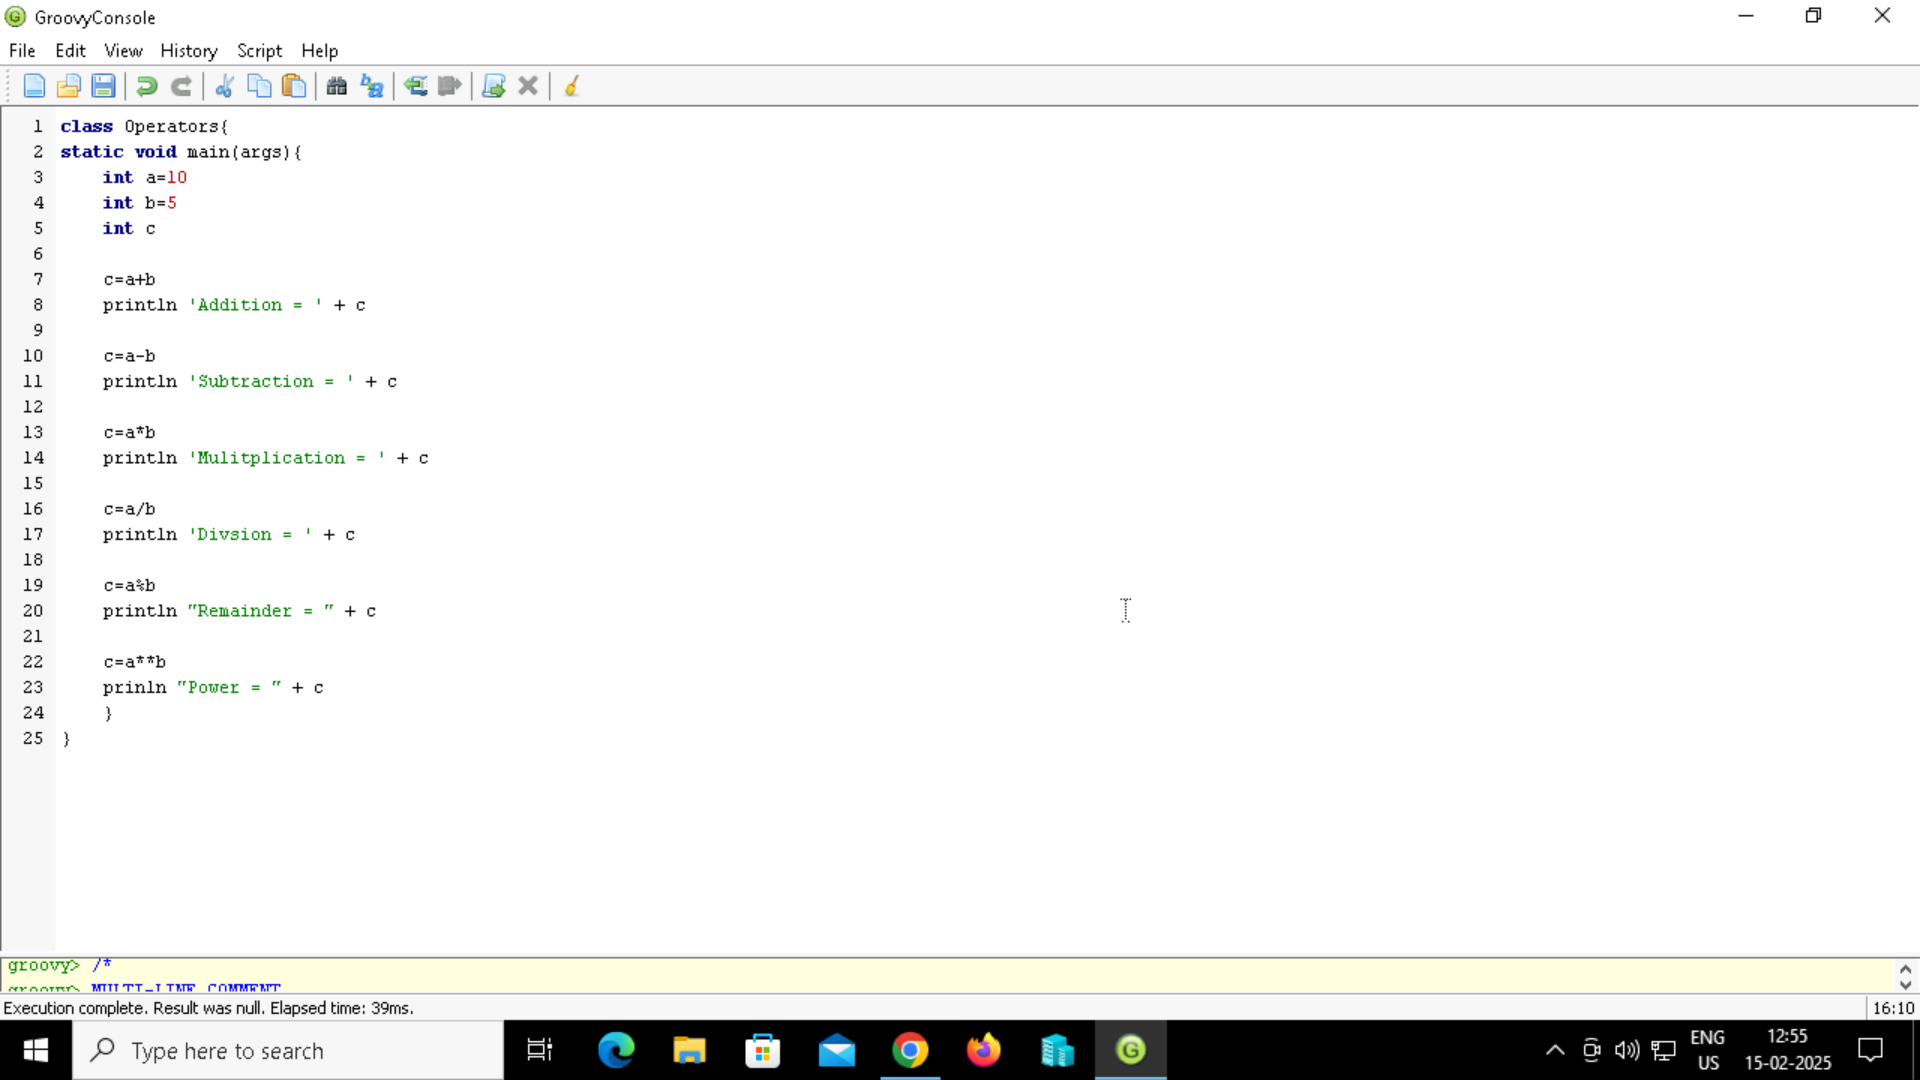 GroovyConsole
File Edit View History Script Help
1 class Operators{
2 static void main(args){
3 int a=10
4 int b=5
5 int c
6
7 c=a+b
8 println 'Addition = ' + c
9
10 c=a-b
11 println 'Subtraction = ' + c
12
13 c=a*b
14 println 'Mulitplication = ' + c
15
16 c=a/b
17 println 'Divsion = ' + c
18
19 c=a%b
20 println "Remainder = " + c
21
22 c=a**b
23 prinln "Power = " + c
24 }
25 }
groovy> /*
groovy> MULTI-LINE COMMENT
Execution complete. Result was null. Elapsed time: 39ms. 16:10
Type here to search
ENG
US
12:55
15-02-2025